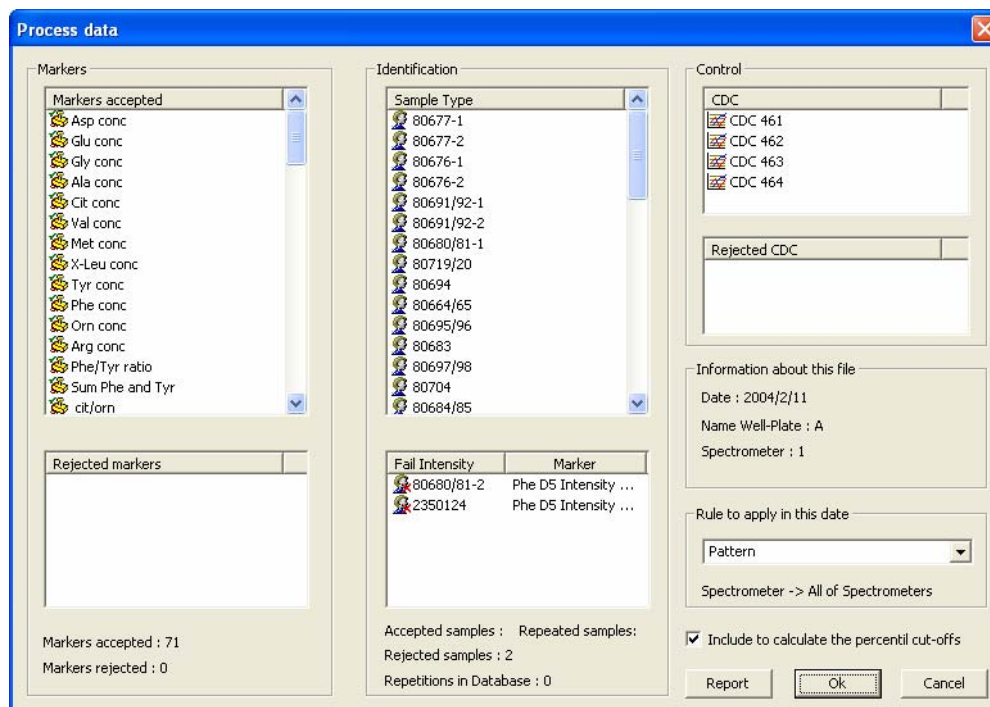 Process data
Markers
Markers accepted
Asp conc
Glu conc
Gly conc
Ala conc
Cit conc
Val conc
Met conc
X-Leu conc
Tyr conc
Phe conc
Orn conc
Arg conc
Phe/Tyr ratio
Sum Phe and Tyr
cit/orn
Rejected markers
Markers accepted : 71
Markers rejected : 0
Identification
Sample Type
80677-1
80677-2
80676-1
80676-2
80691/92-1
80691/92-2
80680/81-1
80719/20
80694
80664/65
80695/96
80683
80697/98
80704
80684/85
Fail Intensity Marker
80680/81-2 Phe D5 Intensity ...
2350124 Phe D5 Intensity ...
Accepted samples : Repeated samples:
Rejected samples : 2
Repetitions in Database : 0
Control
CDC
CDC 461
CDC 462
CDC 463
CDC 464
Rejected CDC
Information about this file
Date : 2004/2/11
Name Well-Plate : A
Spectrometer : 1
Rule to apply in this date
Pattern
Spectrometer -> All of Spectrometers
Include to calculate the percentil cut-offs
Report Ok Cancel